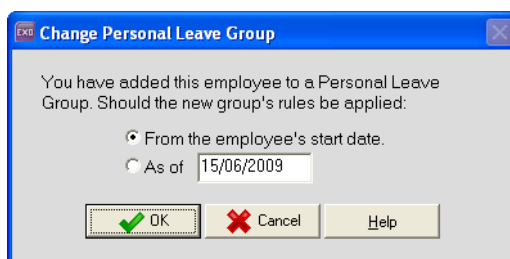 EXO Change Personal Leave Group
You have added this employee to a Personal Leave
Group. Should the new group's rules be applied:
From the employee's start date.
As of 15/06/2009
OK Cancel Help